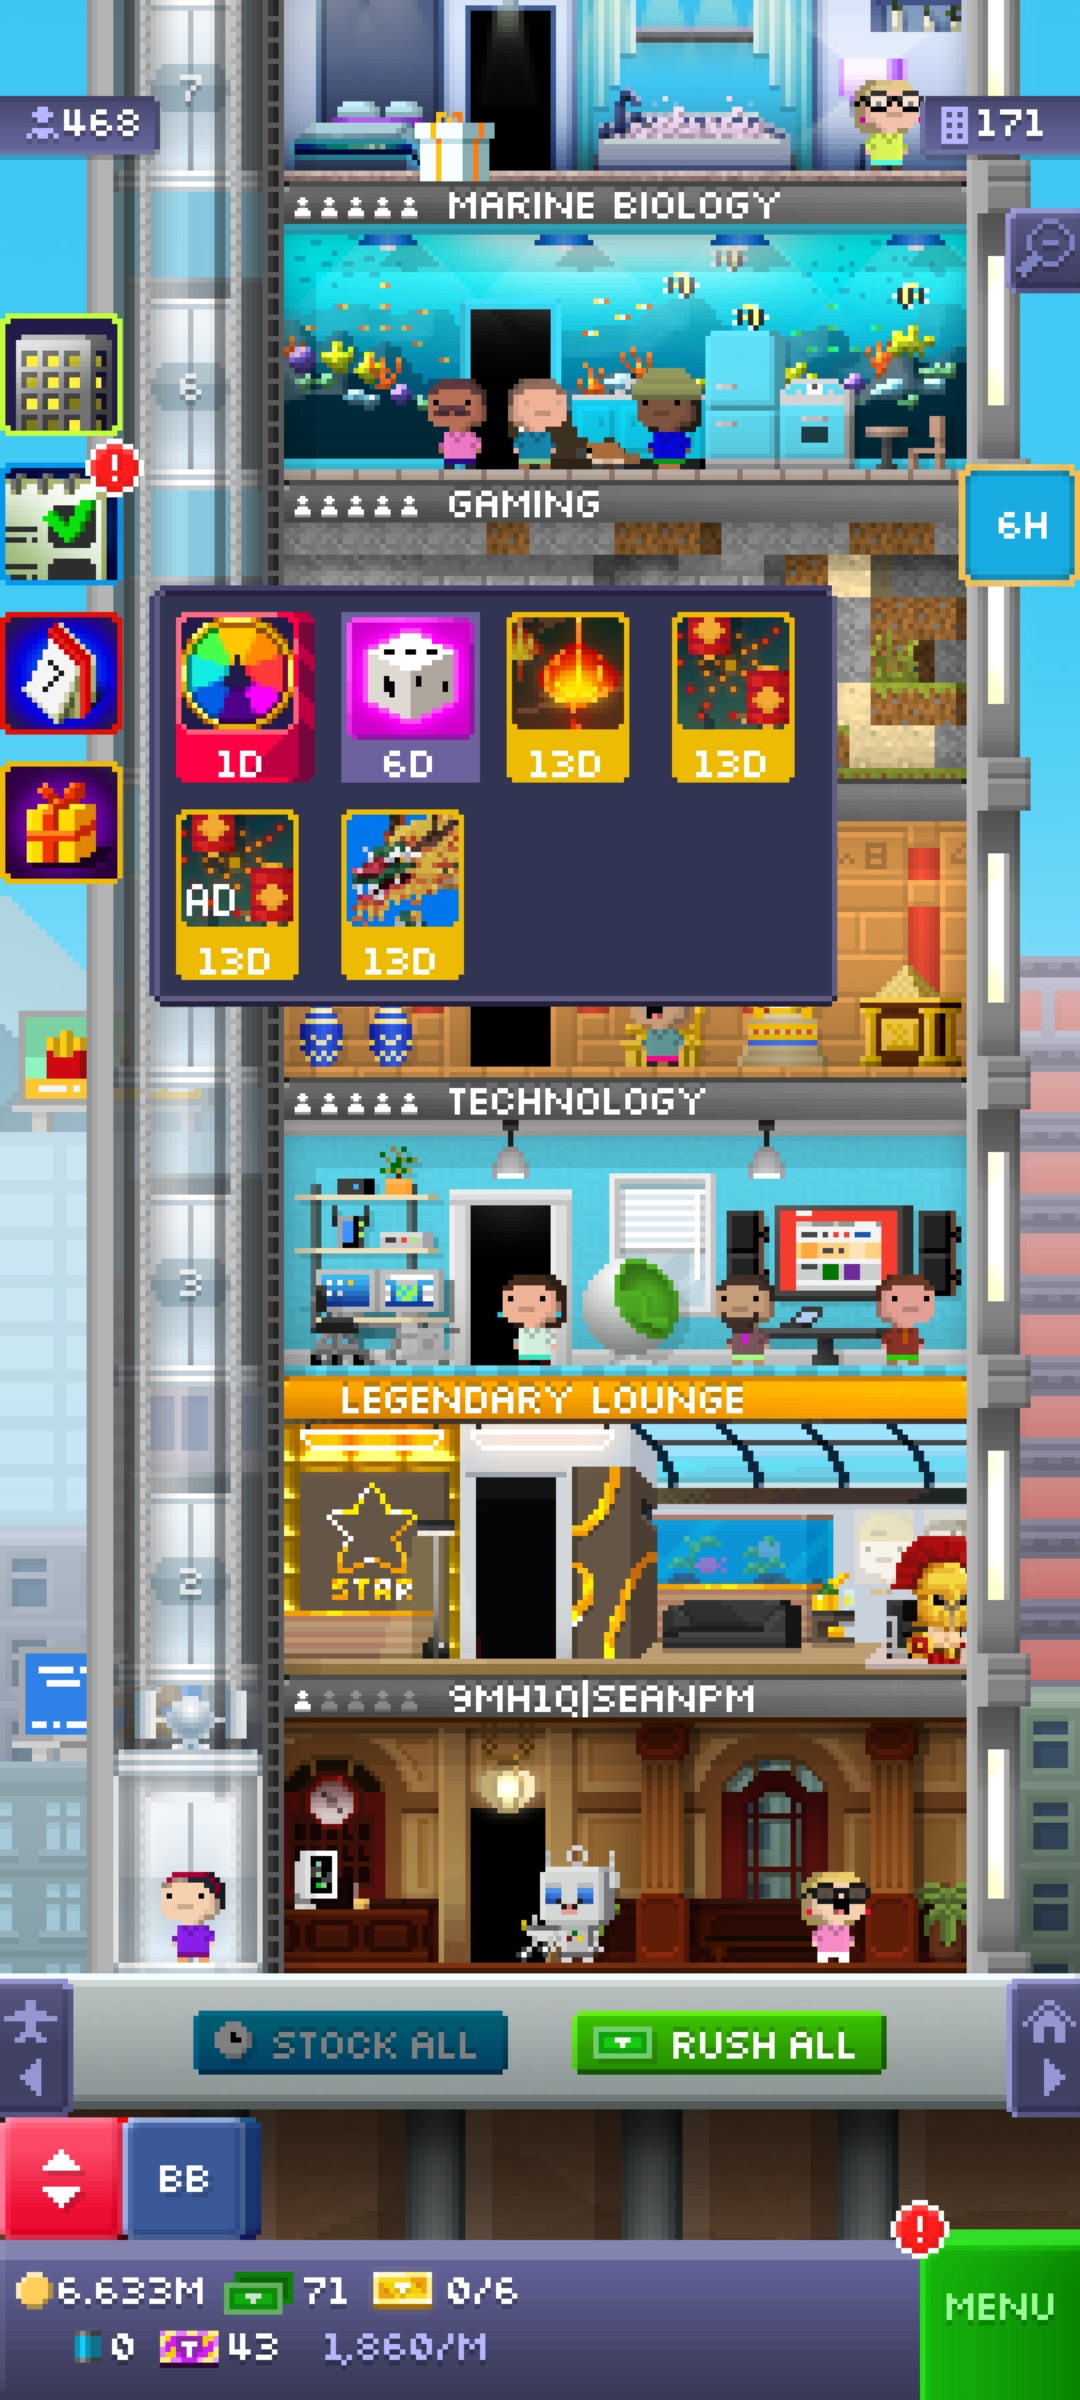 7
468
171
MARINE BIOLOGY
6
GAMING
6H
7
1D
6D
13D
13D
AD
13D
13D
TECHNOLOGY
3
LEGENDARY LOUNGE
STAR
2
9MH1Q|SEANPM
STOCK ALL
RUSH ALL
BB
6.633M
71
0/6
MENU
0
43
1,860/M